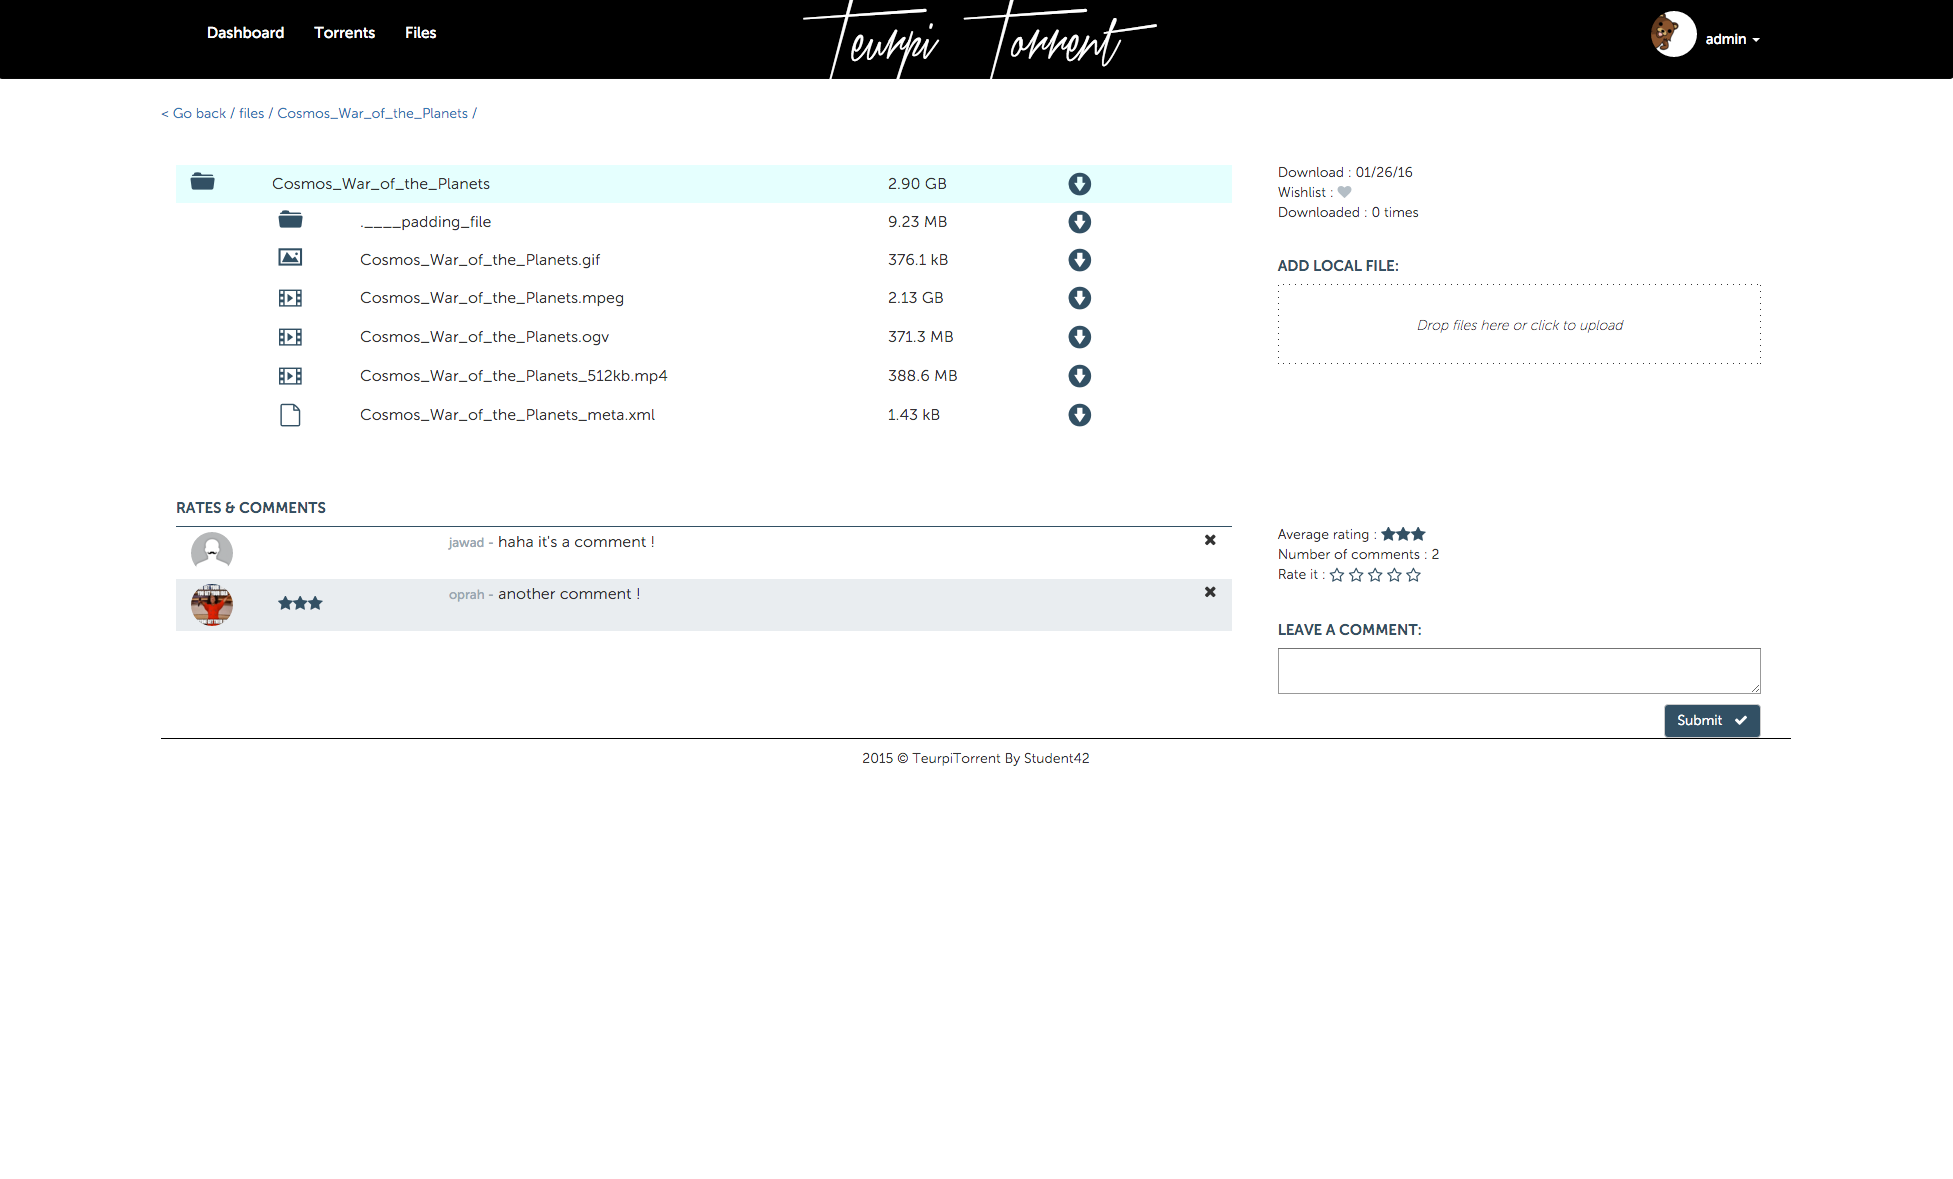 Dashboard Torrents Files
Teurpi Torrent
admin
< Go back / files / Cosmos_War_of_the_Planets /
Cosmos_War_of_the_Planets 2.90 GB
.____padding_file 9.23 MB
Cosmos_War_of_the_Planets.gif 376.1 kB
Cosmos_War_of_the_Planets.mpeg 2.13 GB
Cosmos_War_of_the_Planets.ogv 371.3 MB
Cosmos_War_of_the_Planets_512kb.mp4 388.6 MB
Cosmos_War_of_the_Planets_meta.xml 1.43 kB
Download : 01/26/16
Wishlist :
Downloaded : 0 times
ADD LOCAL FILE:
Drop files here or click to upload
RATES & COMMENTS
jawad - haha it's a comment !
oprah - another comment !
Average rating :
Number of comments : 2
Rate it :
LEAVE A COMMENT:
Submit
2015 © TeurpiTorrent By Student42